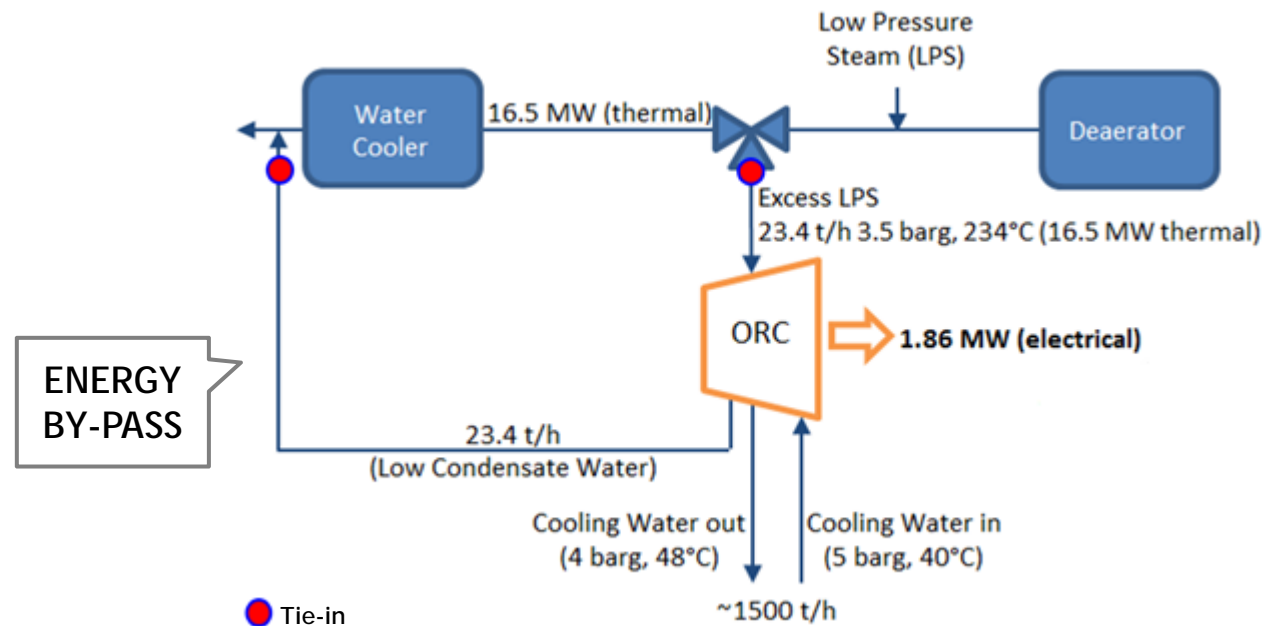 Low Pressure
Steam (LPS)
Water
Cooler
16.5 MW (thermal)
Deaerator
Excess LPS
23.4 t/h 3.5 barg, 234°C (16.5 MW thermal)
ORC
1.86 MW (electrical)
ENERGY
BY-PASS
23.4 t/h
(Low Condensate Water)
Cooling Water out
(4 barg, 48°C)
Cooling Water in
(5 barg, 40°C)
~1500 t/h
Tie-in